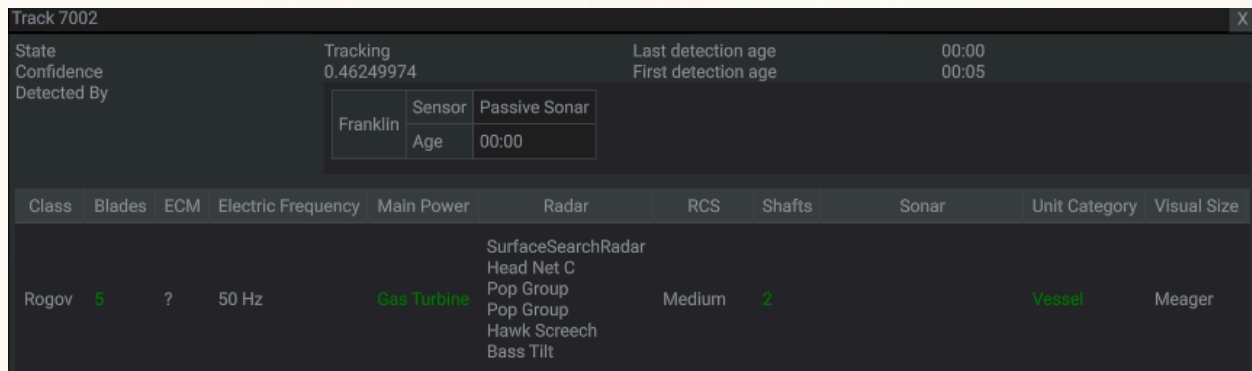 Track 7002 X
State Tracking Last detection age 00:00
Confidence 0.46249974 First detection age 00:05
Detected By
Franklin Sensor Passive Sonar
Age 00:00
Class Blades ECM Electric Frequency Main Power Radar RCS Shafts Sonar Unit Category Visual Size
SurfaceSearchRadar
Head Net C
Pop Group
Rogov 5 ? 50 Hz Gas Turbine Pop Group Medium 2 Vessel Meager
Hawk Screech
Bass Tilt